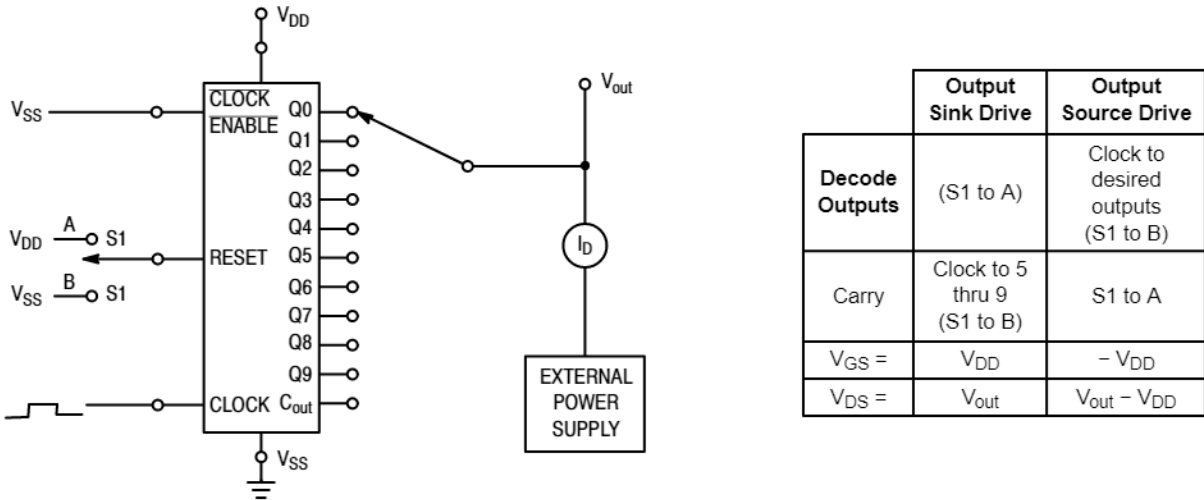 VDD
VSS
CLOCK
ENABLE
Q0
Q1
Q2
Q3
Q4
Q5
Q6
Q7
Q8
Q9
Cout
VDD A S1
RESET
VSS B S1
CLOCK
VSS
Vout
ID
EXTERNAL
POWER
SUPPLY
Output
Sink Drive
Output
Source Drive
Decode
Outputs
(S1 to A)
Clock to
desired
outputs
(S1 to B)
Carry
Clock to 5
thru 9
(S1 to B)
S1 to A
VGS =
VDD
– VDD
VDS =
Vout
Vout – VDD